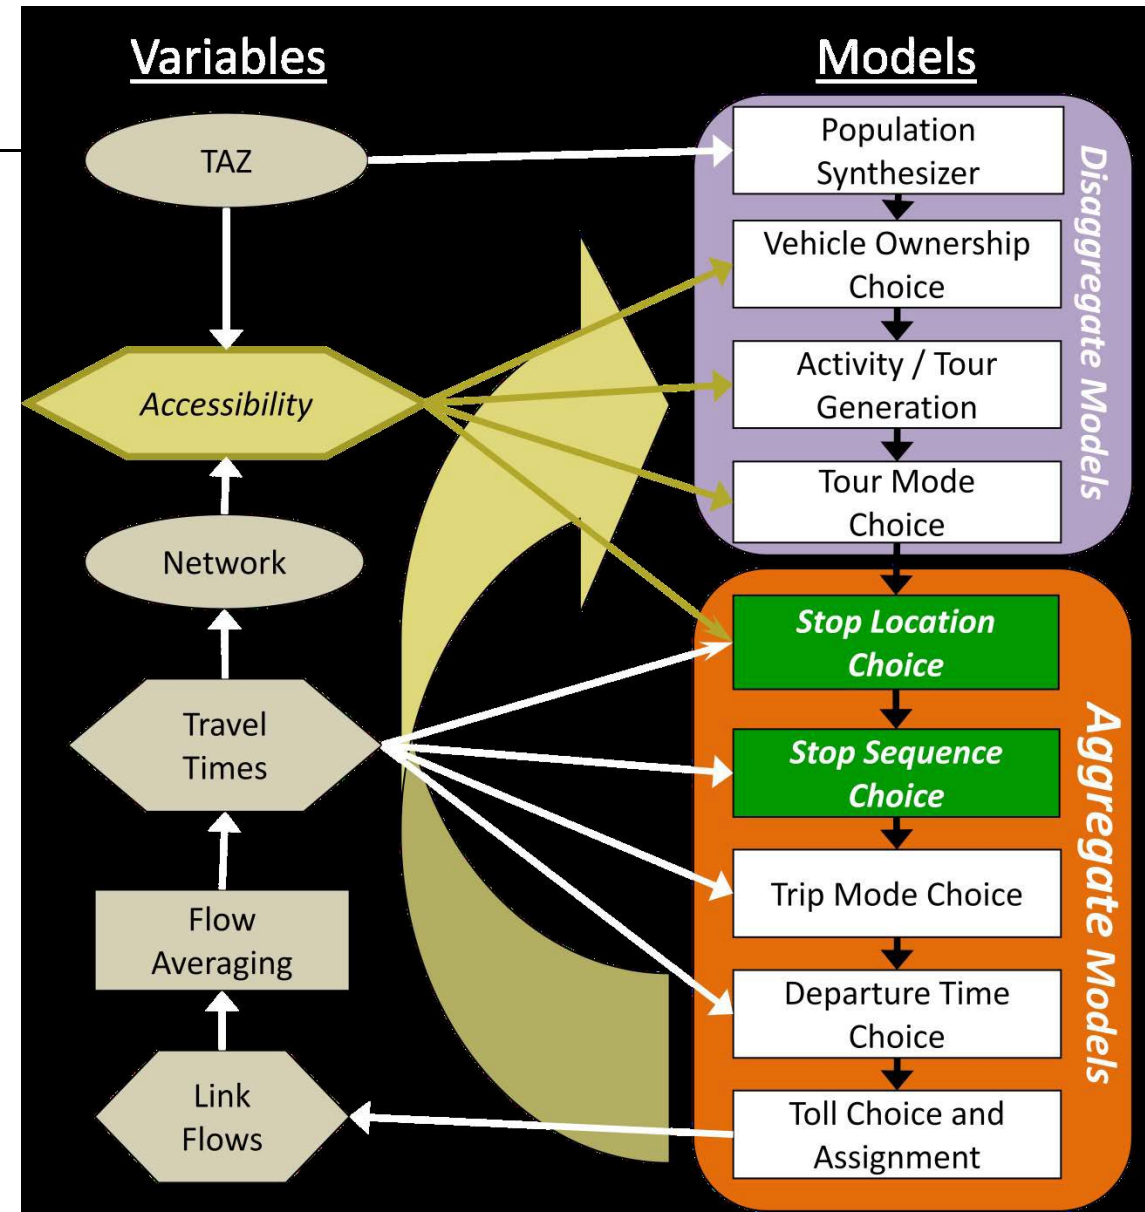 Variables
Models
TAZ
Accessibility
Network
Travel
Times
Flow
Averaging
Link
Flows
Population
Synthesizer
Vehicle Ownership
Choice
Activity / Tour
Generation
Tour Mode
Choice
Disaggregate Models
Stop Location
Choice
Stop Sequence
Choice
Trip Mode Choice
Departure Time
Choice
Toll Choice and
Assignment
Aggregate Models